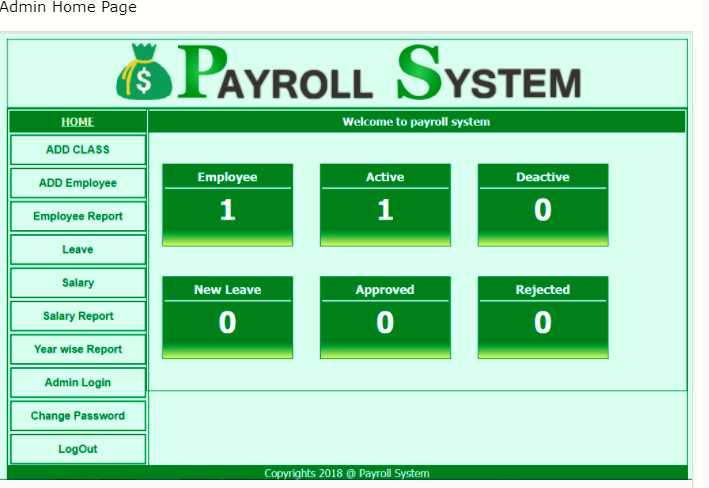 Admin Home Page
$ PAYROLL SYSTEM
HOME
Welcome to payroll system
ADD CLASS
ADD Employee
Employee Report
Leave
Salary
Salary Report
Year wise Report
Admin Login
Change Password
LogOut
Employee
1
Active
1
Deactive
0
New Leave
0
Approved
0
Rejected
0
Copyrights 2018 @ Payroll System